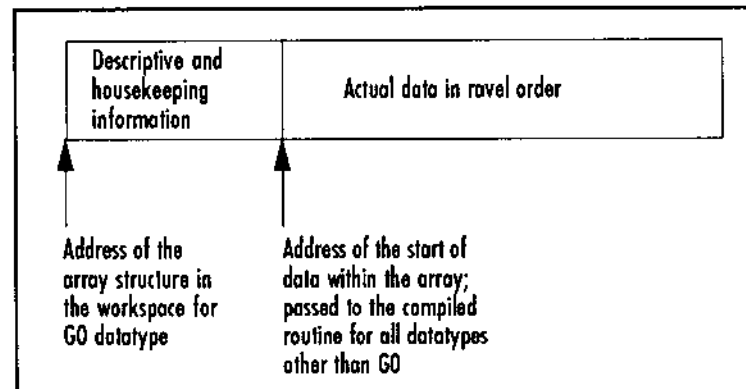 Descriptive and
housekeeping
information
Actual data in ravel order
Address of the
array structure in
the workspace for
GO datatype
Address of the start of
data within the array;
passed to the compiled
routine for all datatypes
other than GO